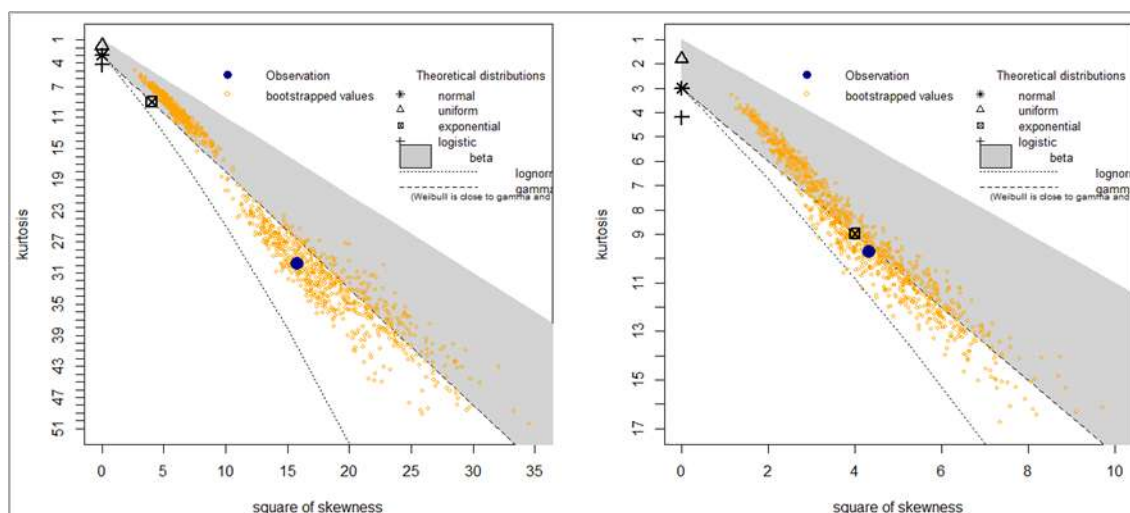 kurtosis
1
4
7
11
15
19
23
27
31
35
39
43
47
51
Observation
bootstrapped values
Theoretical distributions
normal
uniform
exponential
logistic
beta
lognorm
gamma
(Weibull is close to gamma and
0 5 10 15 20 25 30 35
square of skewness
kurtosis
1
2
3
4
5
6
7
8
9
11
13
15
17
Observation
bootstrapped values
Theoretical distributions
normal
uniform
exponential
logistic
beta
lognorm
gamma
(Weibull is close to gamma and
0 2 4 6 8 10
square of skewness